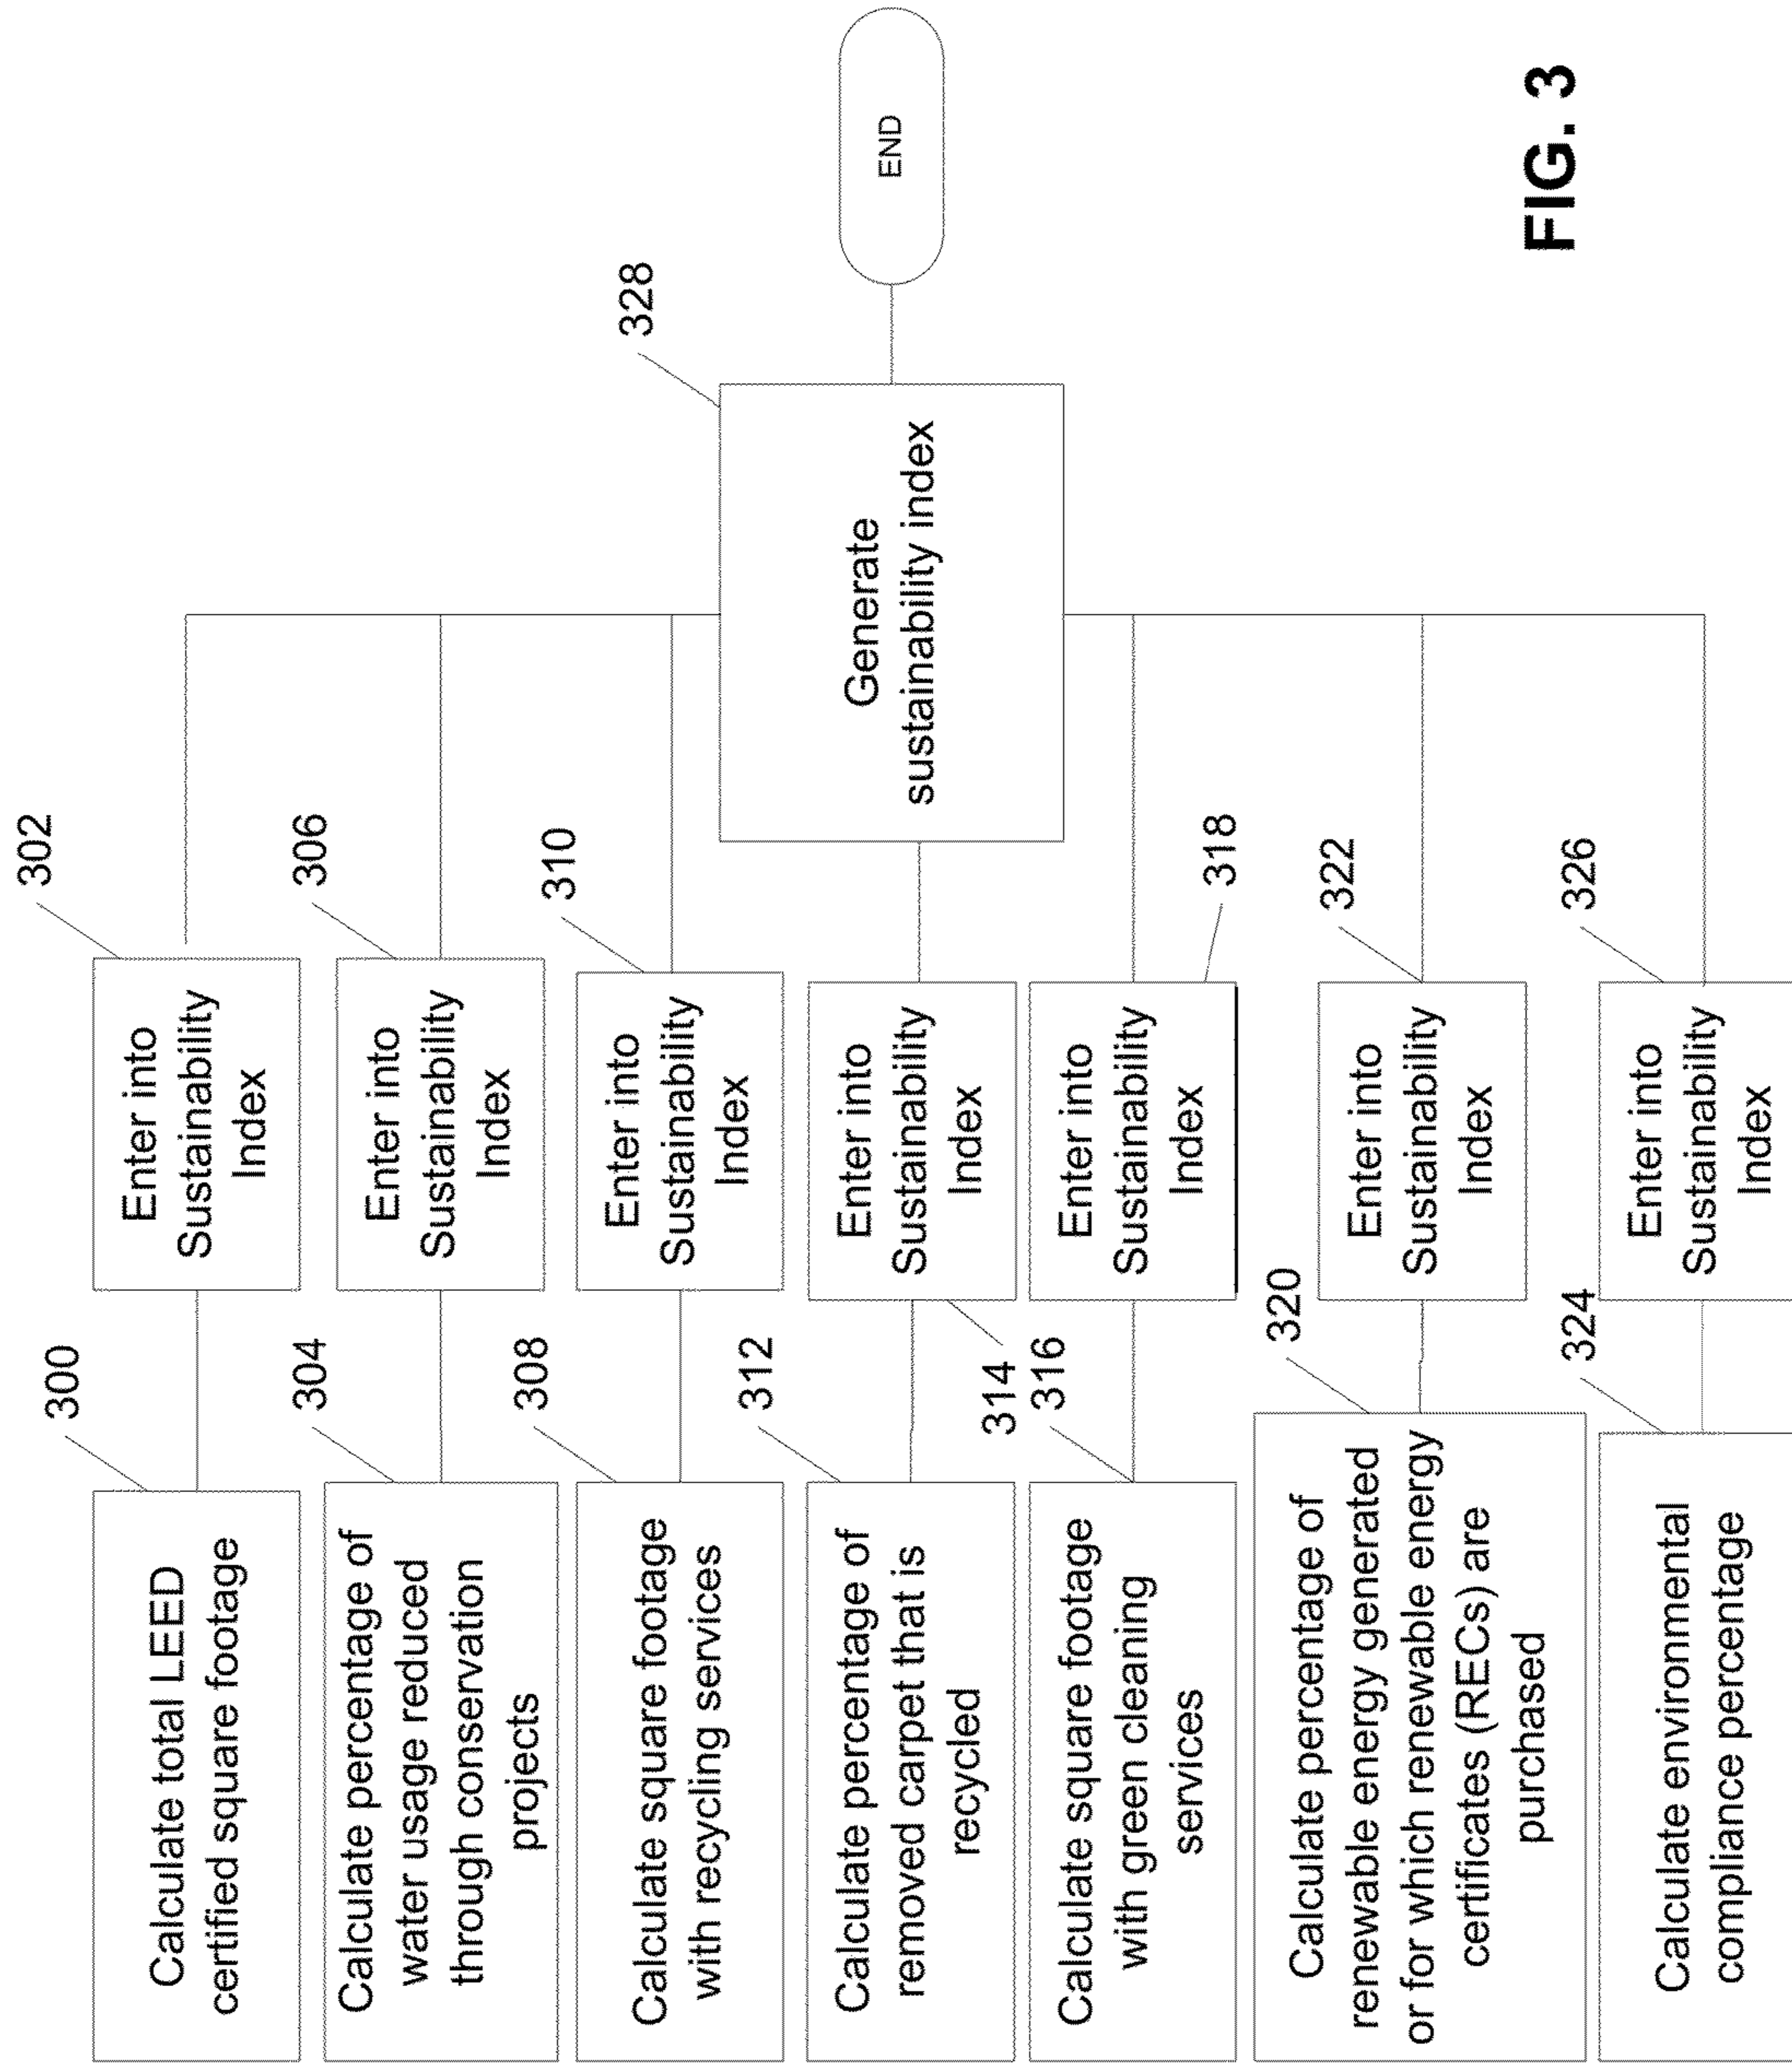 300
Calculate total LEED
certified square footage
302
Enter into
Sustainability
Index
304
Calculate percentage of
water usage reduced
through conservation
projects
306
Enter into
Sustainability
Index
308
Calculate square footage
with recycling services
310
Enter into
Sustainability
Index
312
Calculate percentage of
removed carpet that is
recycled
314
Enter into
Sustainability
Index
316
Calculate square footage
with green cleaning
services
318
Enter into
Sustainability
Index
320
Calculate percentage of
renewable energy generated
or for which renewable energy
certificates (RECs) are
purchased
322
Enter into
Sustainability
Index
324
Calculate environmental
compliance percentage
326
Enter into
Sustainability
Index
328
Generate
sustainability index
END
FIG. 3